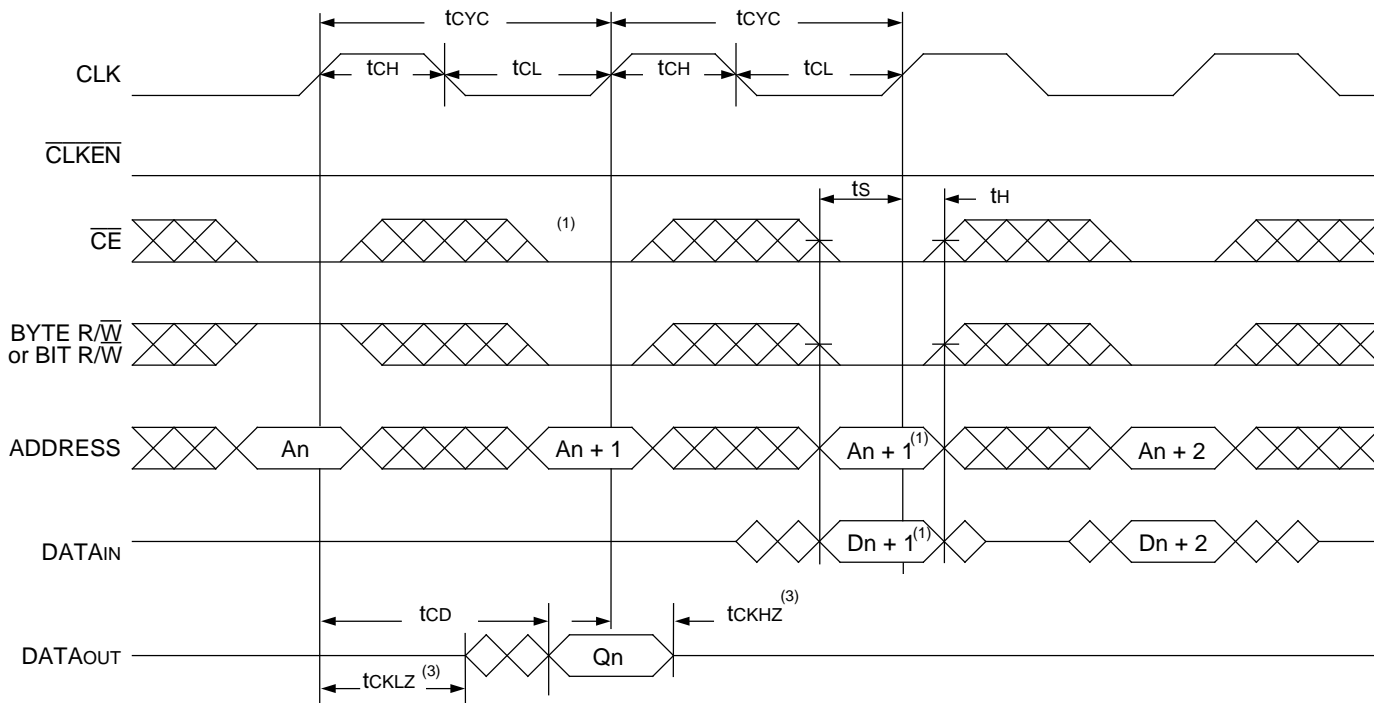 tCYC tCYC
CLK tCH tCL tCH tCL
CLKEN
tS tH
CE (1)
BYTE R/W
or BIT R/W
ADDRESS An An + 1 An + 1(1) An + 2
DATAIN Dn + 1(1) Dn + 2
tCD tCKHZ(3)
DATAOUT Qn
tCKLZ (3)